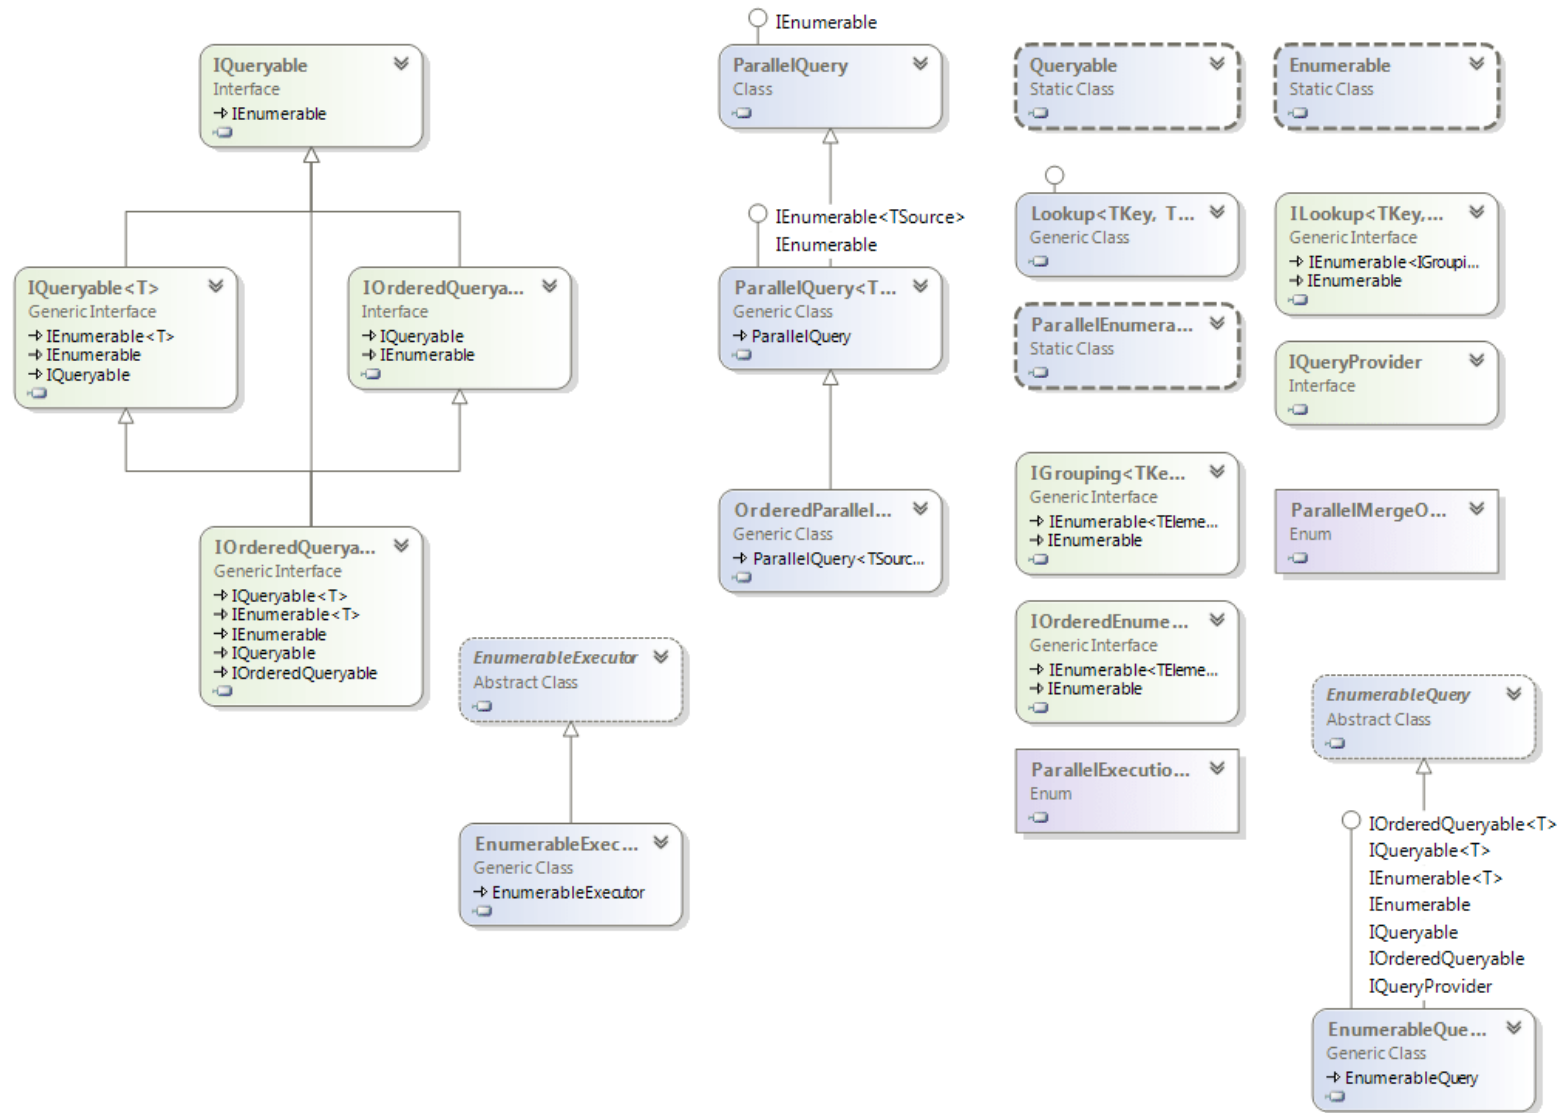 IQueryable
Interface
IEnumerable
IQueryable<T>
Generic Interface
IEnumerable<T>
IEnumerable
IQueryable
IOrderedQuerya...
Interface
IQueryable
IEnumerable
IOrderedQuerya...
Generic Interface
IQueryable<T>
IEnumerable<T>
IEnumerable
IQueryable
IOrderedQueryable
EnumerableExecutor
Abstract Class
EnumerableExec...
Generic Class
EnumerableExecutor
IEnumerable
ParallelQuery
Class
IEnumerable<TSource>
IEnumerable
ParallelQuery<T...
Generic Class
ParallelQuery
OrderedParallel...
Generic Class
ParallelQuery<TSourc...
Queryable
Static Class
Enumerable
Static Class
Lookup<TKey, T...
Generic Class
ILookup<TKey,...
Generic Interface
IEnumerable<IGroupi...
IEnumerable
ParallelEnumera...
Static Class
IQueryProvider
Interface
IGrouping<TKe...
Generic Interface
IEnumerable<TEleme...
IEnumerable
ParallelMergeO...
Enum
IOrderedEnume...
Generic Interface
IEnumerable<TEleme...
IEnumerable
ParallelExecutio...
Enum
EnumerableQuery
Abstract Class
IOrderedQueryable<T>
IQueryable<T>
IEnumerable<T>
IEnumerable
IQueryable
IOrderedQueryable
IQueryProvider
EnumerableQue...
Generic Class
EnumerableQuery